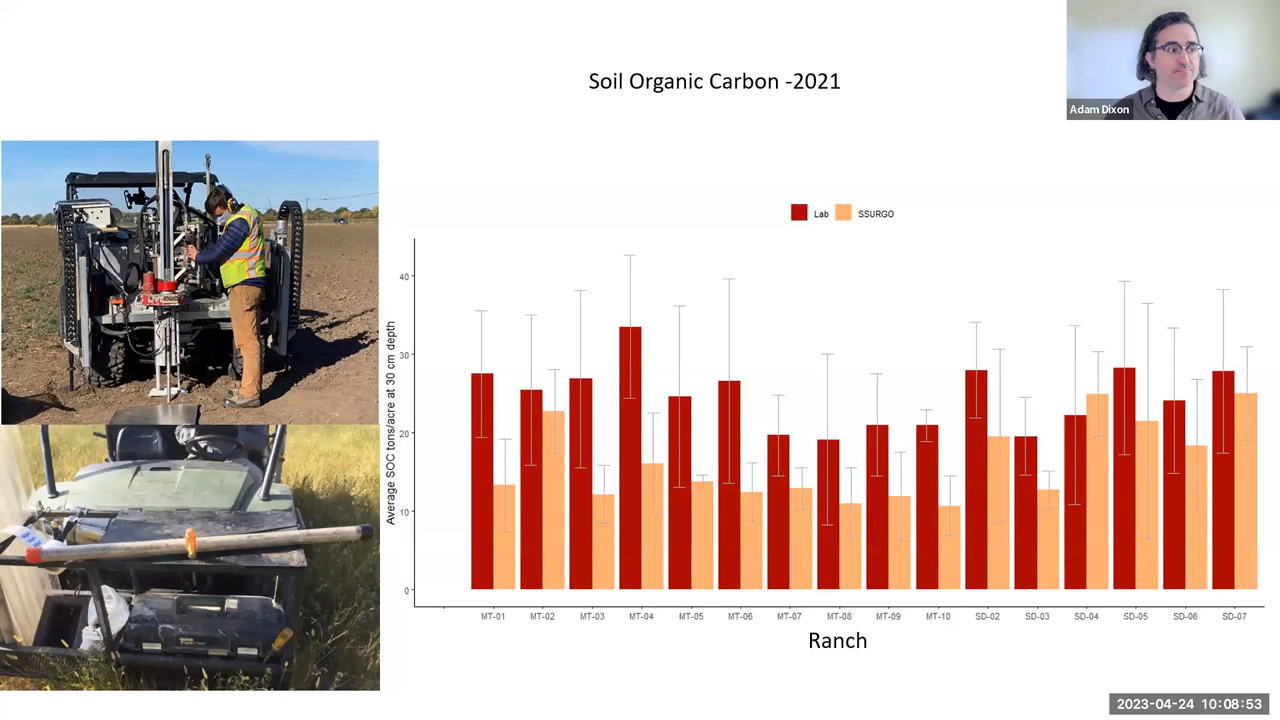 Soil Organic Carbon -2021
Adam Dixon
Lab
SSURGO
Average SOC tons/acre at 30 cm depth
40
30
20
10
0
MT-01
MT-02
MT-03
MT-04
MT-05
MT-06
MT-07
MT-08
MT-09
MT-10
SD-02
SD-03
SD-04
SD-05
SD-06
SD-07
Ranch
2023-04-24 10:08:53